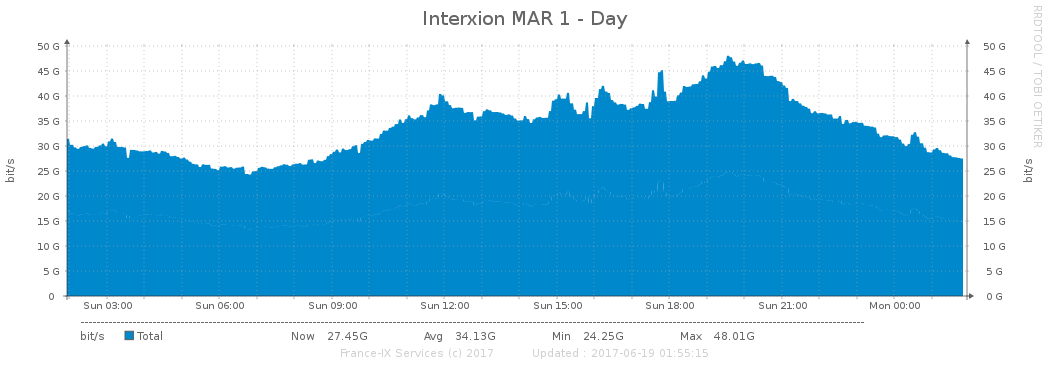 Interxion MAR 1 - Day
RRDTOOL / TOBI OETIKER
bit/s
50 G
45 G
40 G
35 G
30 G
25 G
20 G
15 G
10 G
5 G
0
50 G
45 G
40 G
35 G
30 G
25 G
20 G
15 G
10 G
5 G
0 G
bit/s
Sun 03:00 Sun 06:00 Sun 09:00 Sun 12:00 Sun 15:00 Sun 18:00 Sun 21:00 Mon 00:00
bit/s Total Now 27.45G Avg 34.13G Min 24.25G Max 48.01G
France-IX Services (c) 2017 Updated : 2017-06-19 01:55:15